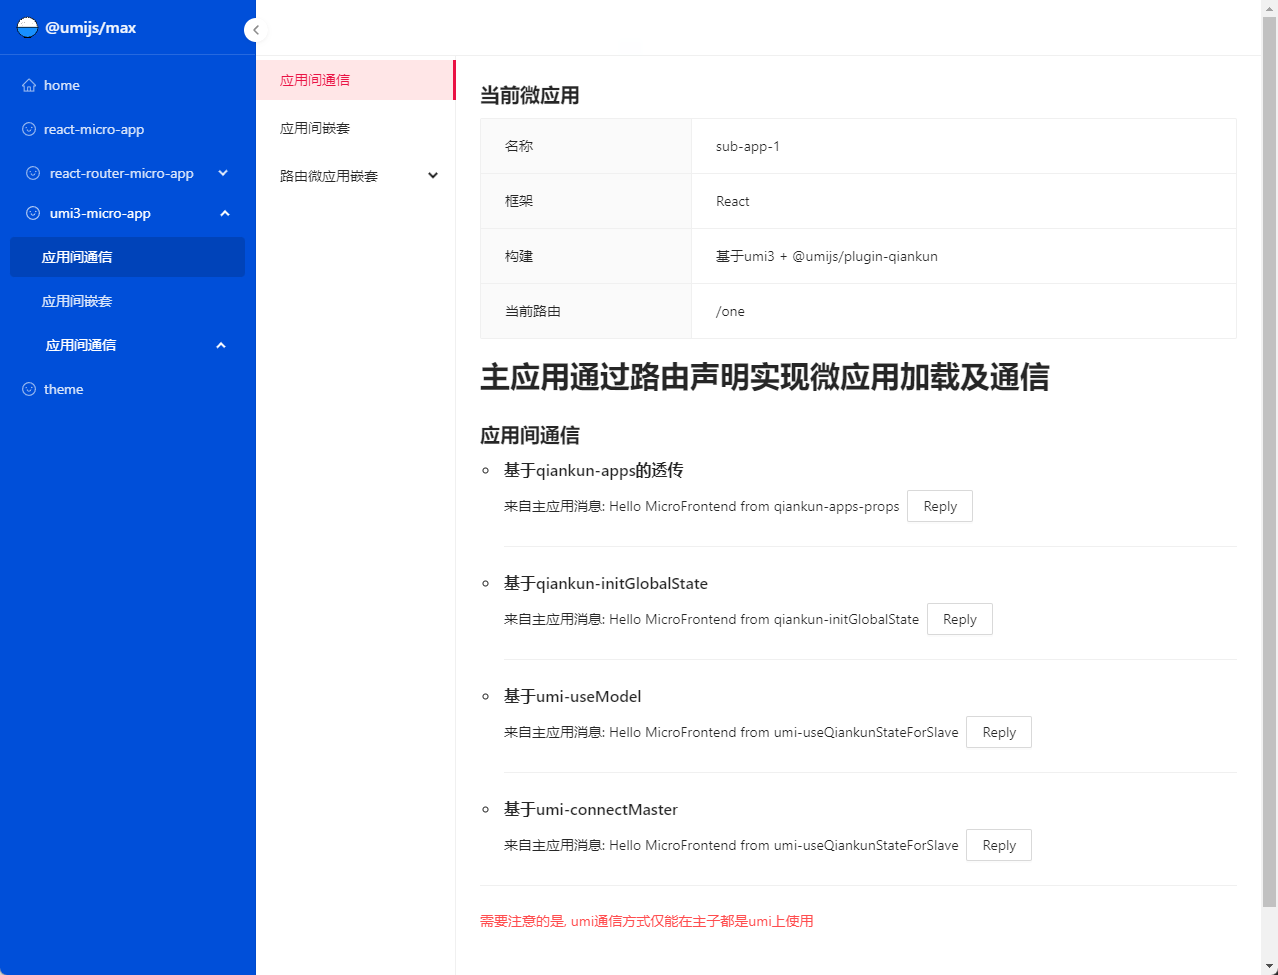 @umijs/max
home
react-micro-app
react-router-micro-app
umi3-micro-app
应用间通信
应用间嵌套
应用间通信
theme
应用间通信
应用间嵌套
路由微应用嵌套
当前微应用
名称 sub-app-1
框架 React
构建 基于umi3 + @umijs/plugin-qiankun
当前路由 /one
主应用通过路由声明实现微应用加载及通信
应用间通信
基于qiankun-apps的透传
来自主应用消息: Hello MicroFrontend from qiankun-apps-props Reply
基于qiankun-initGlobalState
来自主应用消息: Hello MicroFrontend from qiankun-initGlobalState Reply
基于umi-useModel
来自主应用消息: Hello MicroFrontend from umi-useQiankunStateForSlave Reply
基于umi-connectMaster
来自主应用消息: Hello MicroFrontend from umi-useQiankunStateForSlave Reply
需要注意的是, umi通信方式仅能在主子都是umi上使用